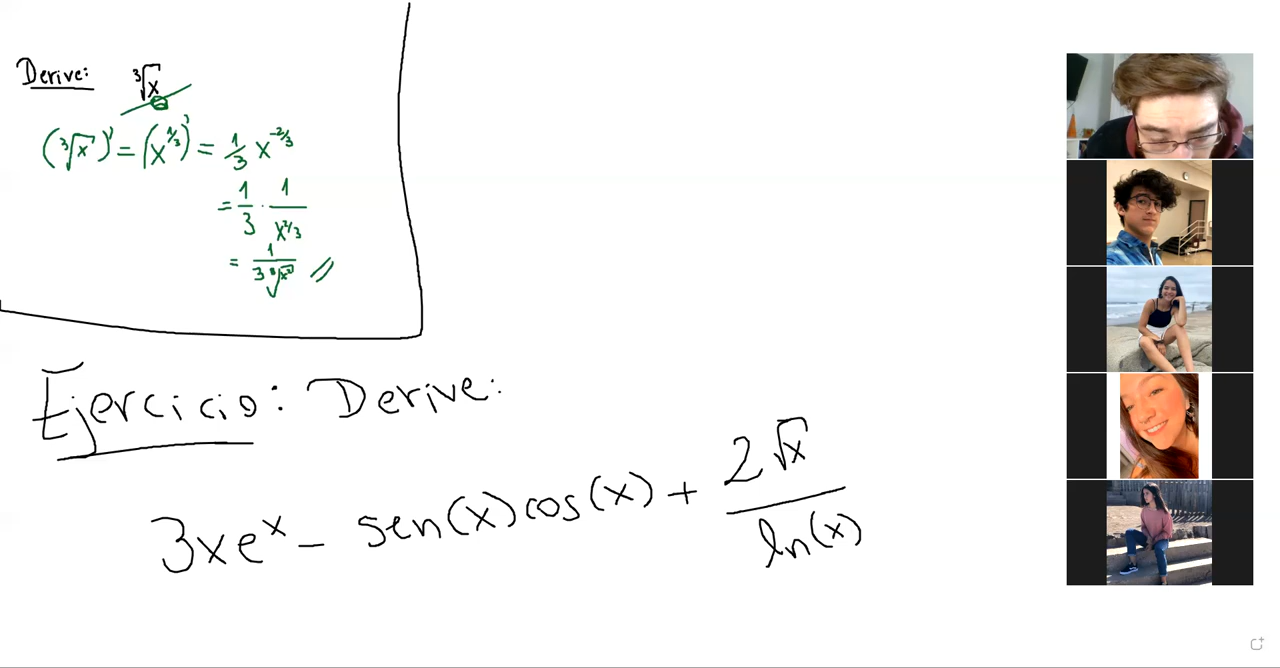 Derive: ∛x
(∛x)' = (x^{1/3})' = 1/3 x^{-2/3}
= 1/3 · 1/x^{2/3}
= 1/(3∛x²) //
Ejercicio: Derive:
3xe^x - sen(x)cos(x) + 2√x/ln(x)